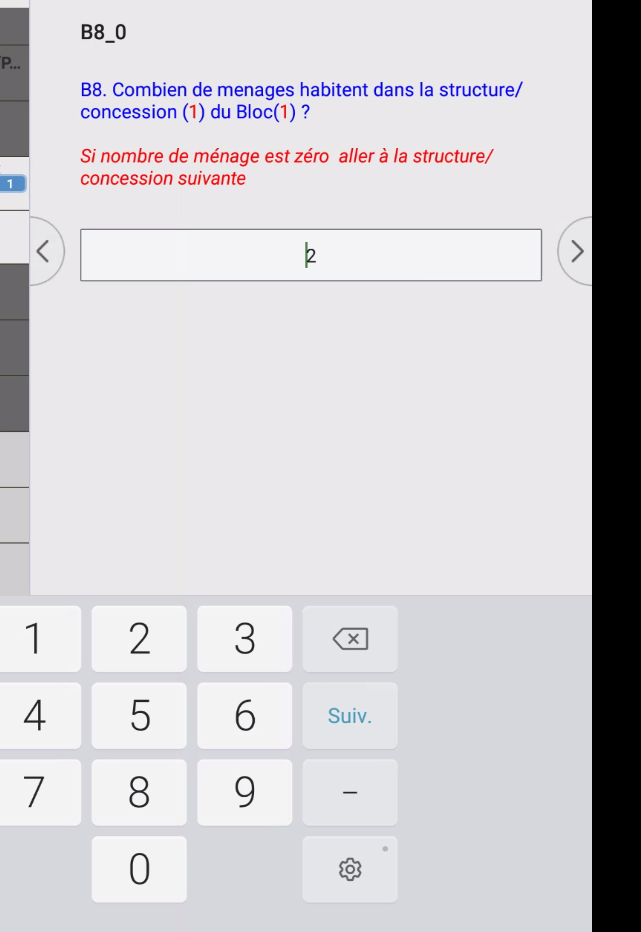 B8_0
P...
B8. Combien de menages habitent dans la structure/
concession (1) du Bloc(1) ?
Si nombre de ménage est zéro aller à la structure/
concession suivante
1
2
1 2 3
4 5 6 Suiv.
7 8 9 –
0